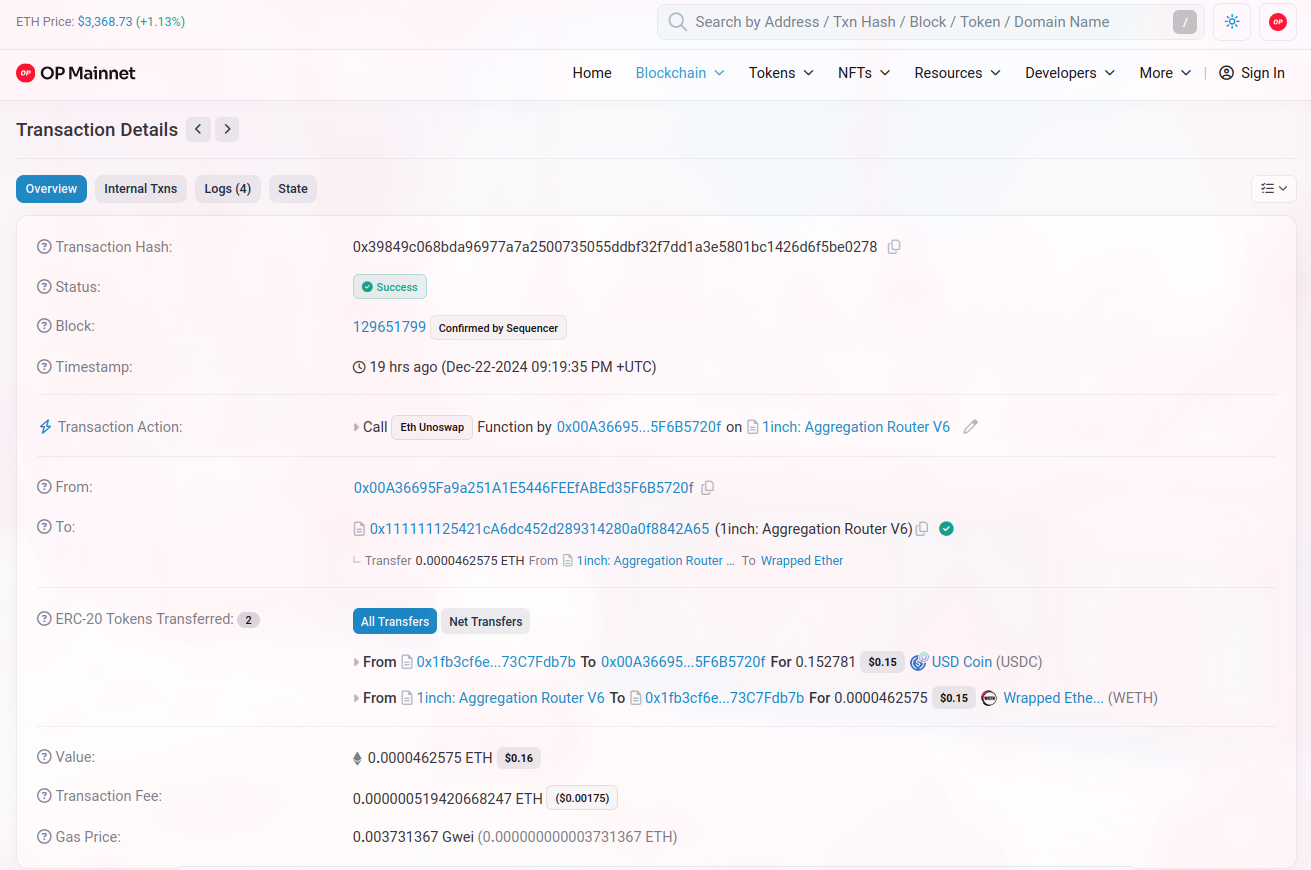 ETH Price: $3,368.73 (+1.13%)
Search by Address / Txn Hash / Block / Token / Domain Name /
OP
OP OP Mainnet
Home Blockchain Tokens NFTs Resources Developers More | Sign In
Transaction Details
Overview Internal Txns Logs (4) State
Transaction Hash: 0x39849c068bda96977a7a2500735055ddbf32f7dd1a3e5801bc1426d6f5be0278
Status: Success
Block: 129651799 Confirmed by Sequencer
Timestamp: 19 hrs ago (Dec-22-2024 09:19:35 PM +UTC)
Transaction Action: Call Eth Unoswap Function by 0x00A36695...5F6B5720f on 1inch: Aggregation Router V6
From: 0x00A36695Fa9a251A1E5446FEEfABEd35F6B5720f
To: 0x111111125421cA6dc452d289314280a0f8842A65 (1inch: Aggregation Router V6)
Transfer 0.0000462575 ETH From 1inch: Aggregation Router ... To Wrapped Ether
ERC-20 Tokens Transferred: 2 All Transfers Net Transfers
From 0x1fb3cf6e...73C7Fdb7b To 0x00A36695...5F6B5720f For 0.152781 $0.15 USD Coin (USDC)
From 1inch: Aggregation Router V6 To 0x1fb3cf6e...73C7Fdb7b For 0.0000462575 $0.15 Wrapped Ethe... (WETH)
Value: 0.0000462575 ETH $0.16
Transaction Fee: 0.000000519420668247 ETH ($0.00175)
Gas Price: 0.003731367 Gwei (0.000000000003731367 ETH)